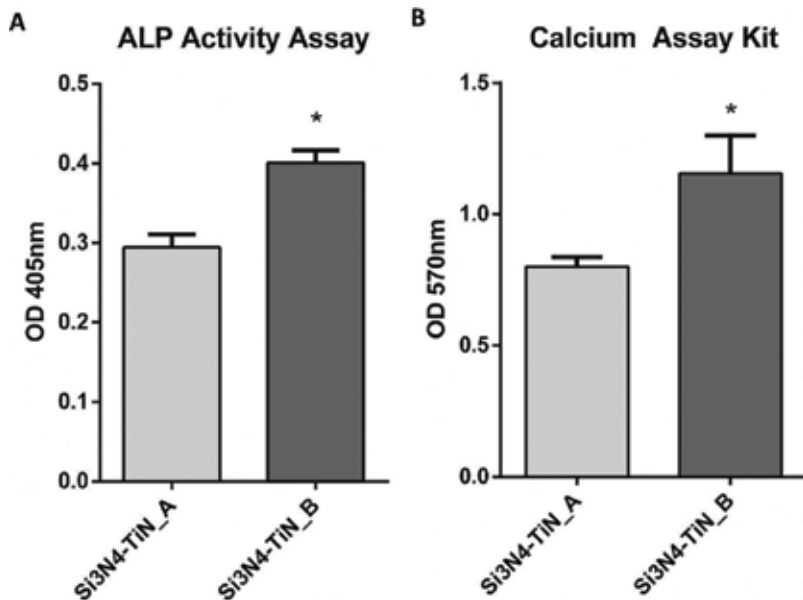 A
ALP Activity Assay
OD 405nm
0.5
0.4
0.3
0.2
0.1
0.0
*
Si3N4-TiN_A
Si3N4-TiN_B
B
Calcium Assay Kit
OD 570nm
1.5
1.0
0.5
0.0
*
Si3N4-TiN_A
Si3N4-TiN_B